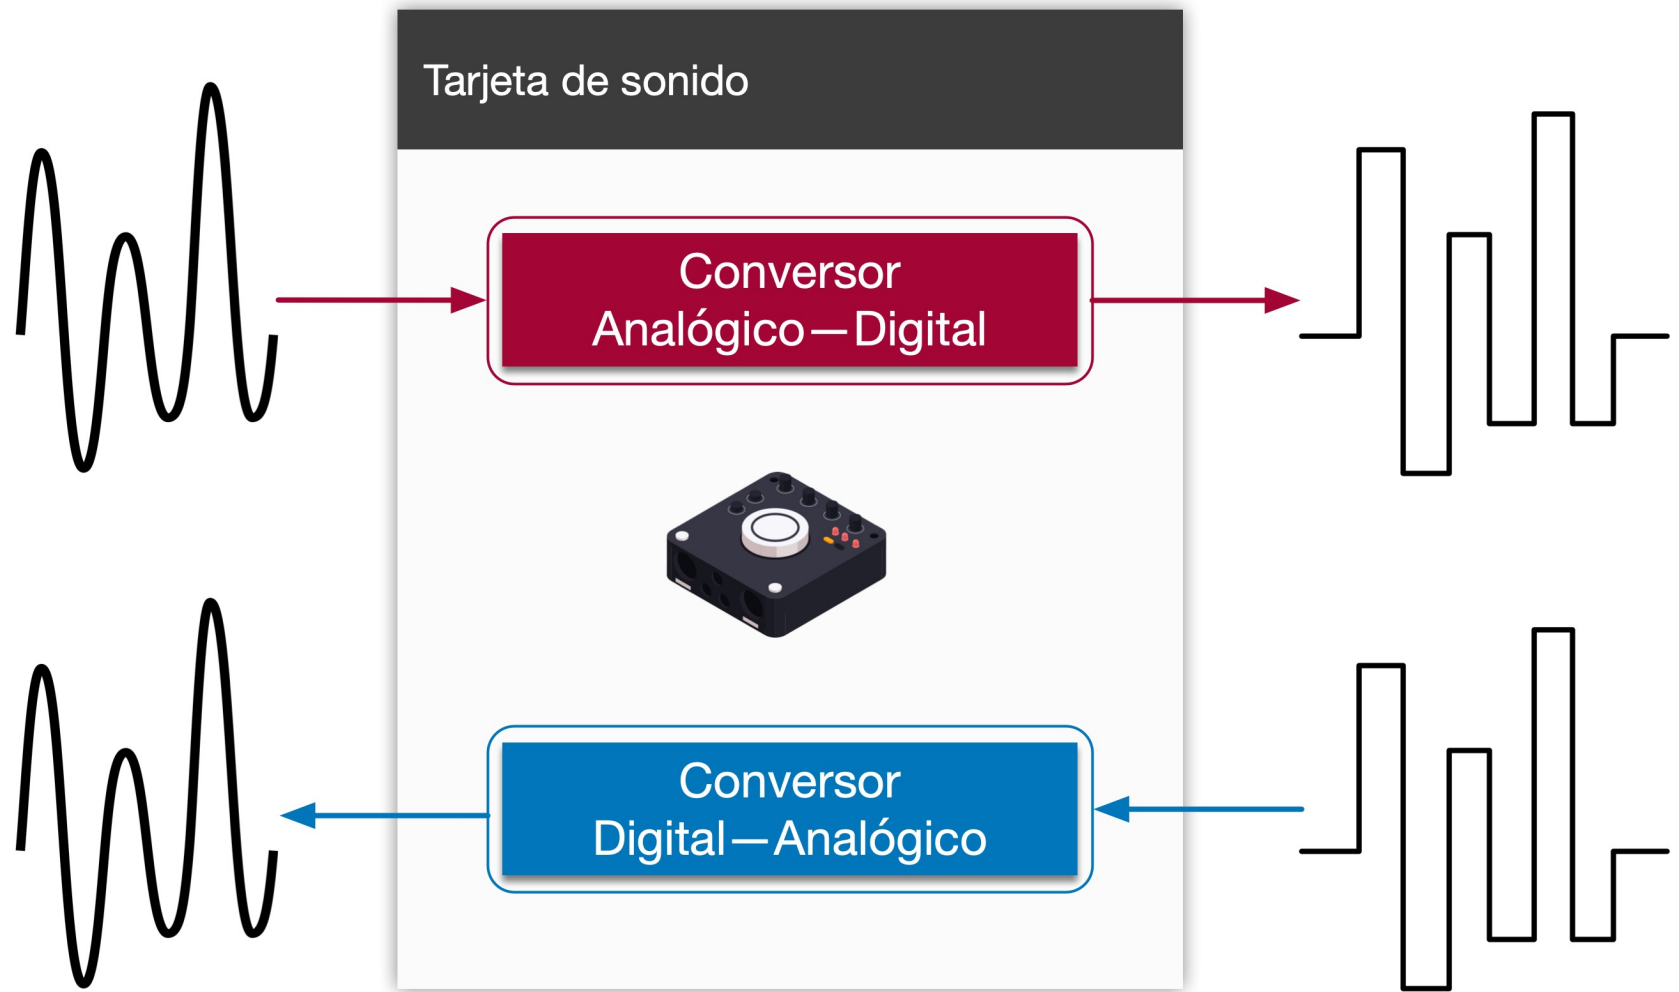 Tarjeta de sonido
Conversor
Analógico—Digital
Conversor
Digital—Analógico